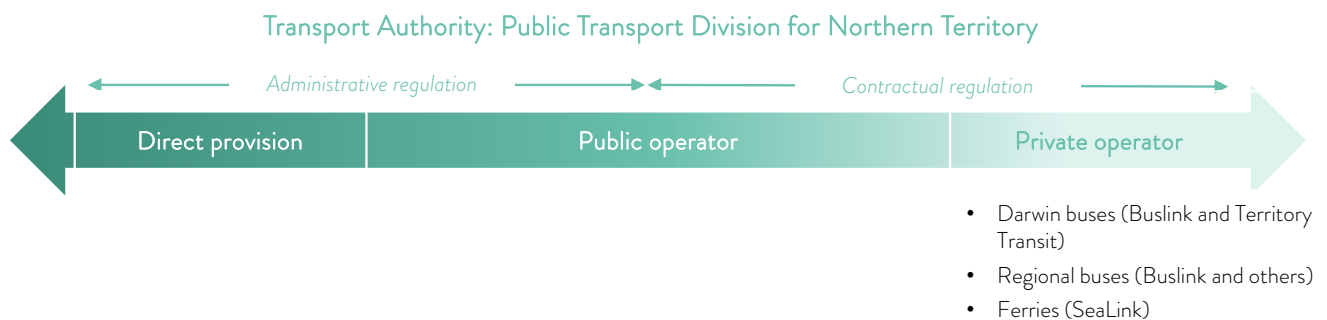 Transport Authority: Public Transport Division for Northern Territory
Administrative regulation
Contractual regulation
Direct provision
Public operator
Private operator
• Darwin buses (Buslink and Territory
Transit)
• Regional buses (Buslink and others)
• Ferries (SeaLink)